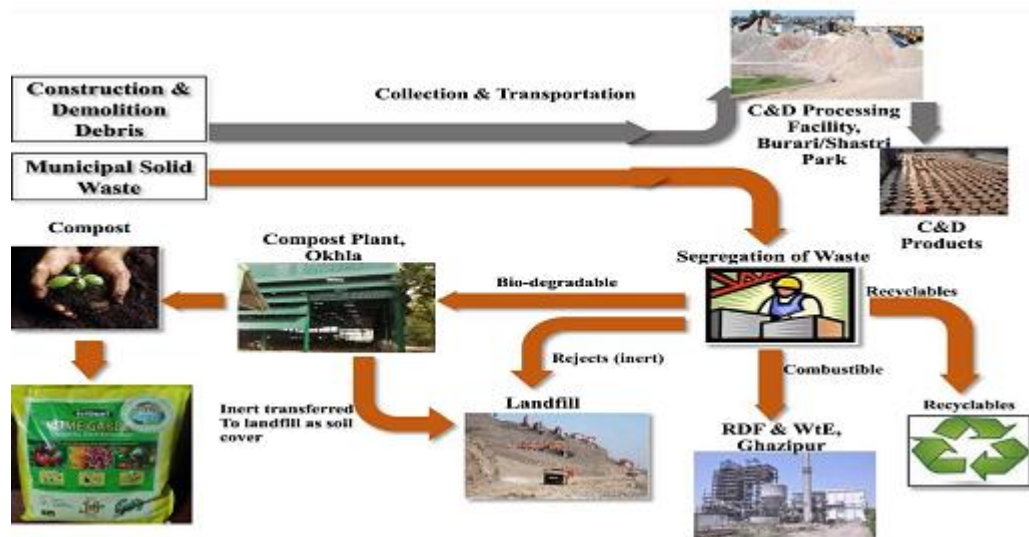 Construction &
Demolition
Debris
Collection & Transportation
C&D Processing
Facility,
Burari/Shastri
Park
Municipal Solid
Waste
C&D
Products
Compost
Compost Plant,
Okhla
Segregation of Waste
Bio-degradable
Recyclables
Rejects (inert)
Combustible
Inert transferred
To landfill as soil
cover
Landfill
RDF & WtE,
Ghazipur
Recyclables